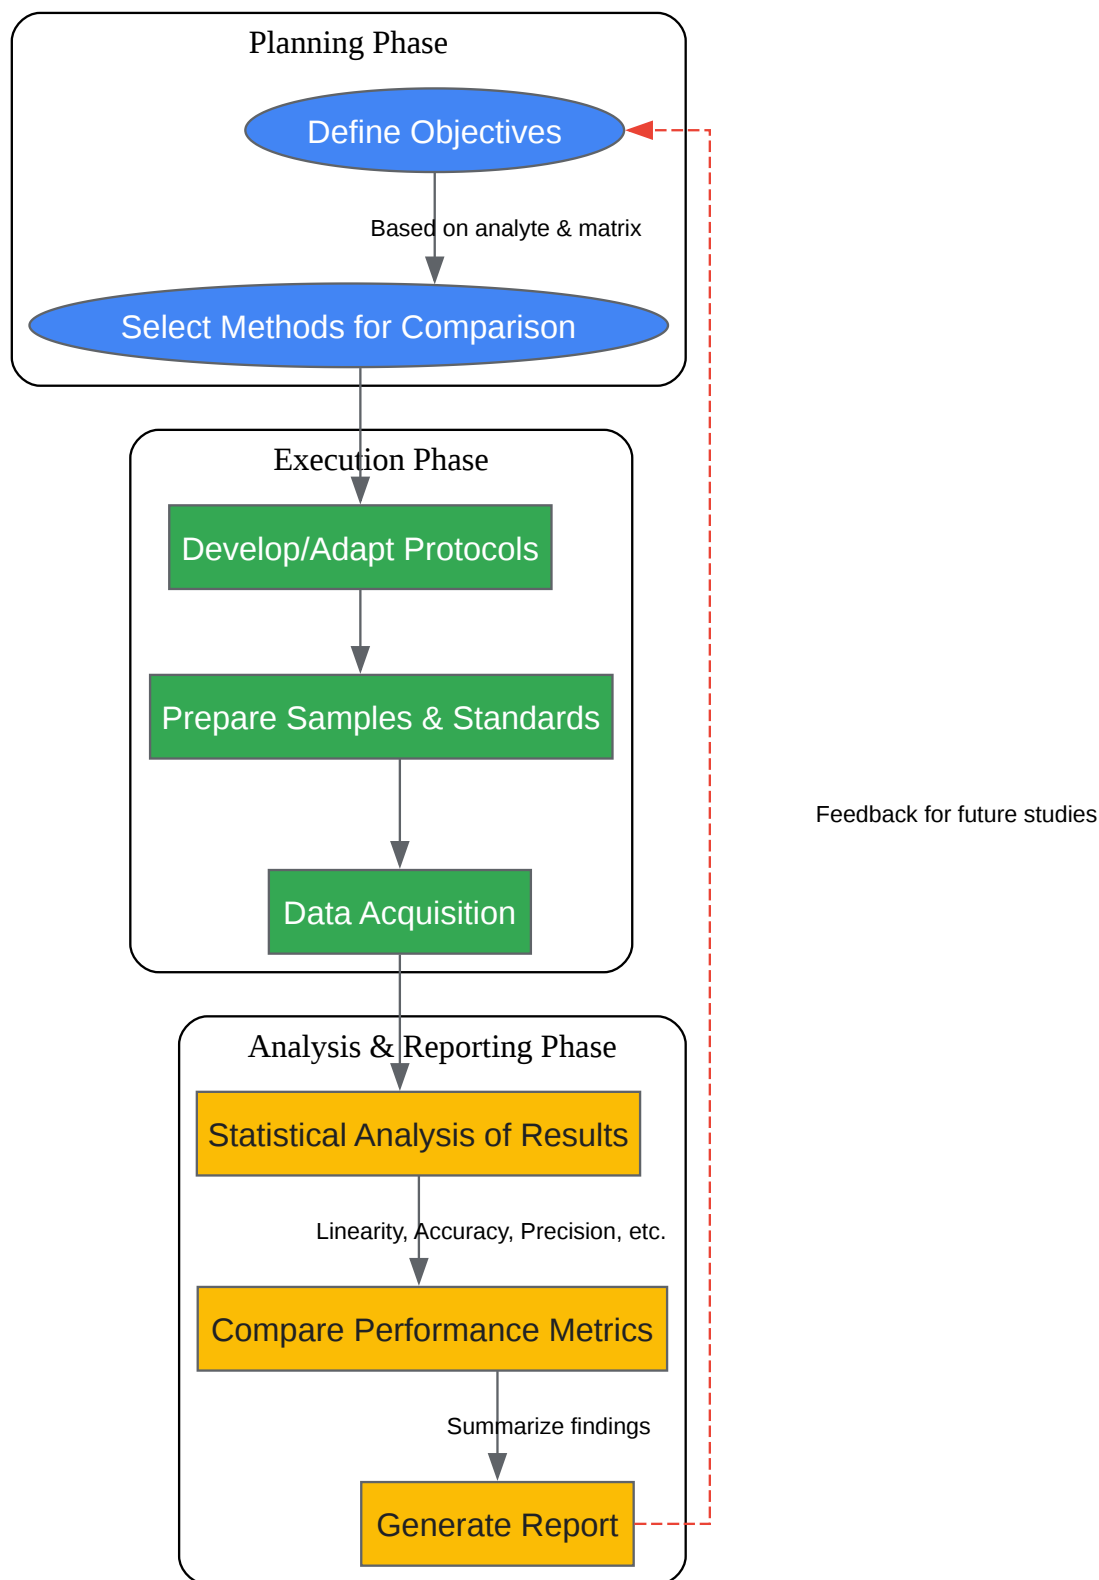 Planning Phase
Define Objectives
Based on analyte & matrix
Select Methods for Comparison
Execution Phase
Develop/Adapt Protocols
Prepare Samples & Standards
Feedback for future studies
Data Acquisition
Analysis & Reporting Phase
Statistical Analysis of Results
Linearity, Accuracy, Precision, etc.
Compare Performance Metrics
Summarize findings
Generate Report